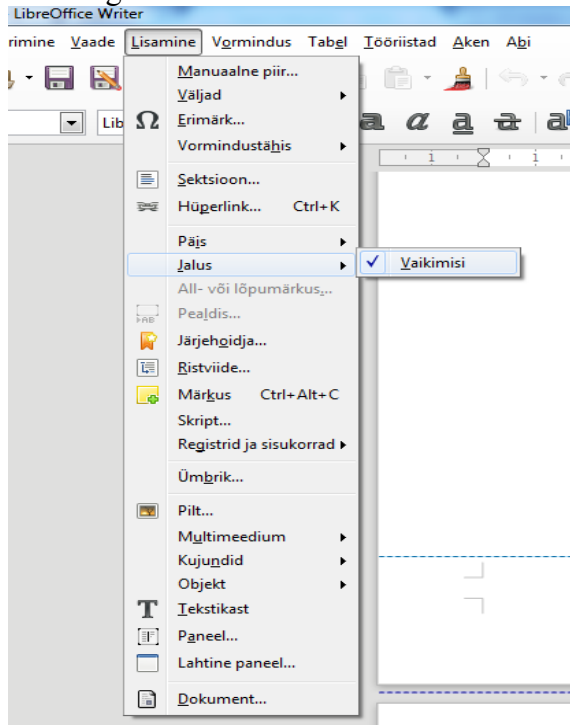 LibreOffice Writer
rimine Vaade Lisamine Vormindus Tabel Tööriistad Aken Abi
Lib
Manuaalne piir...
Väljad
Erimärk...
Vormindustähis
Sektsioon...
Hüperlink... Ctrl+K
Päis
Jalus
Vaikimisi
All- või lõpumärkus...
Pealdis...
Järjehoidja...
Ristviide...
Märkus Ctrl+Alt+C
Skript...
Registrid ja sisukorrad
Ümbrik...
Pilt...
Multimeedium
Kujundid
Objekt
Tekstikast
Paneel...
Lahtine paneel...
Dokument...